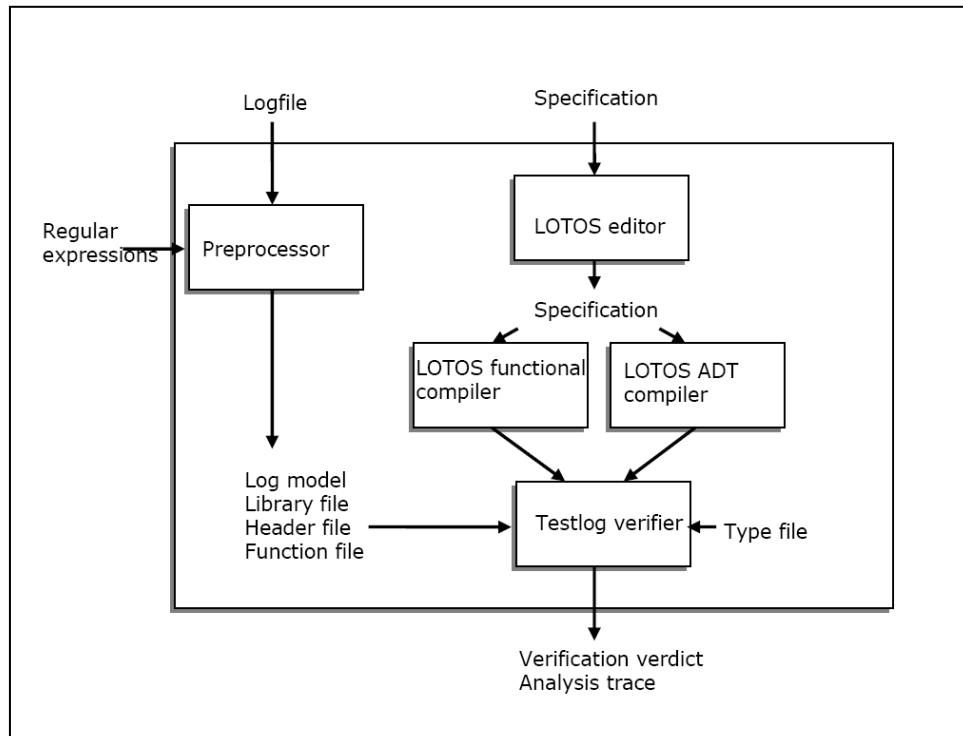 Logfile
Specification
Regular
expressions
Preprocessor
LOTOS editor
Specification
LOTOS functional
compiler
LOTOS ADT
compiler
Log model
Library file
Header file
Function file
Testlog verifier
Type file
Verification verdict
Analysis trace